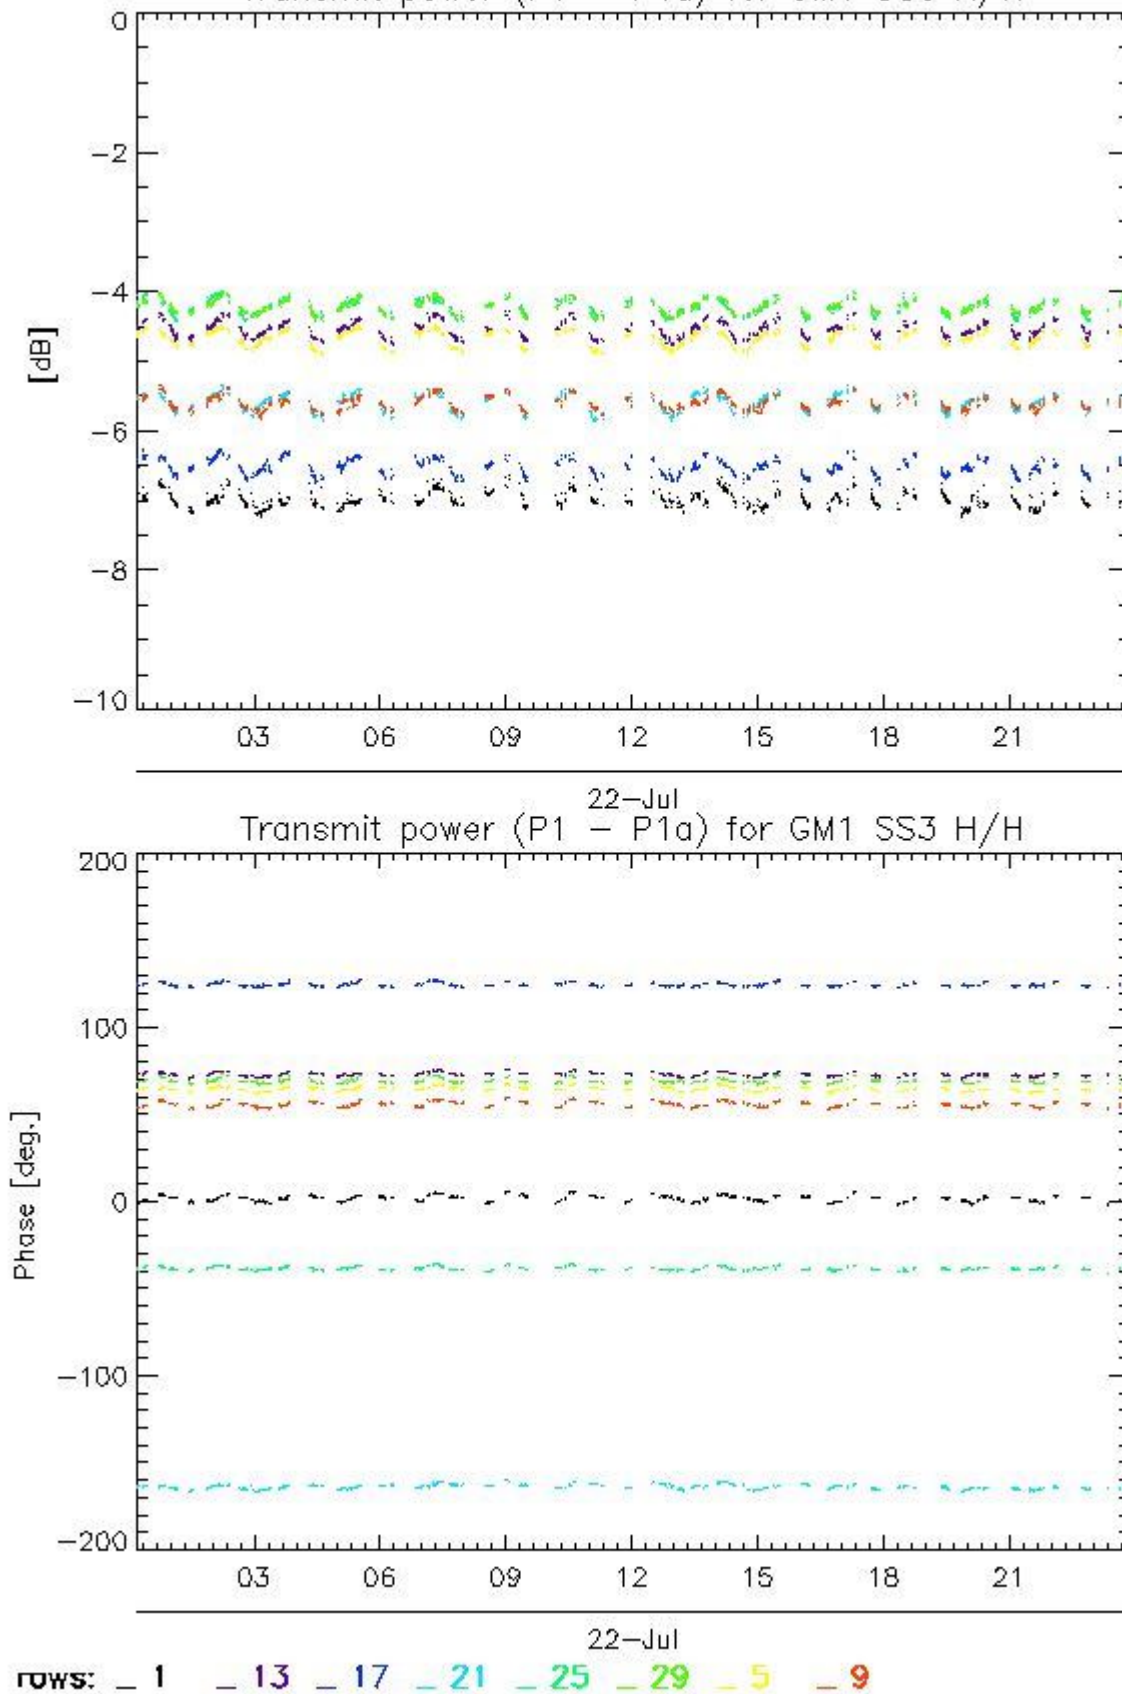 0
−2
−4
[dB]
−6
−8
−10
03 06 09 12 15 18 21
22−Jul
Transmit power (P1 − P1a) for GM1 SS3 H/H
200
100
Phase [deg.]
0
−100
−200
03 06 09 12 15 18 21
22−Jul
rows: _ 1 _ 13 _ 17 _ 21 _ 25 _ 29 _ 5 _ 9